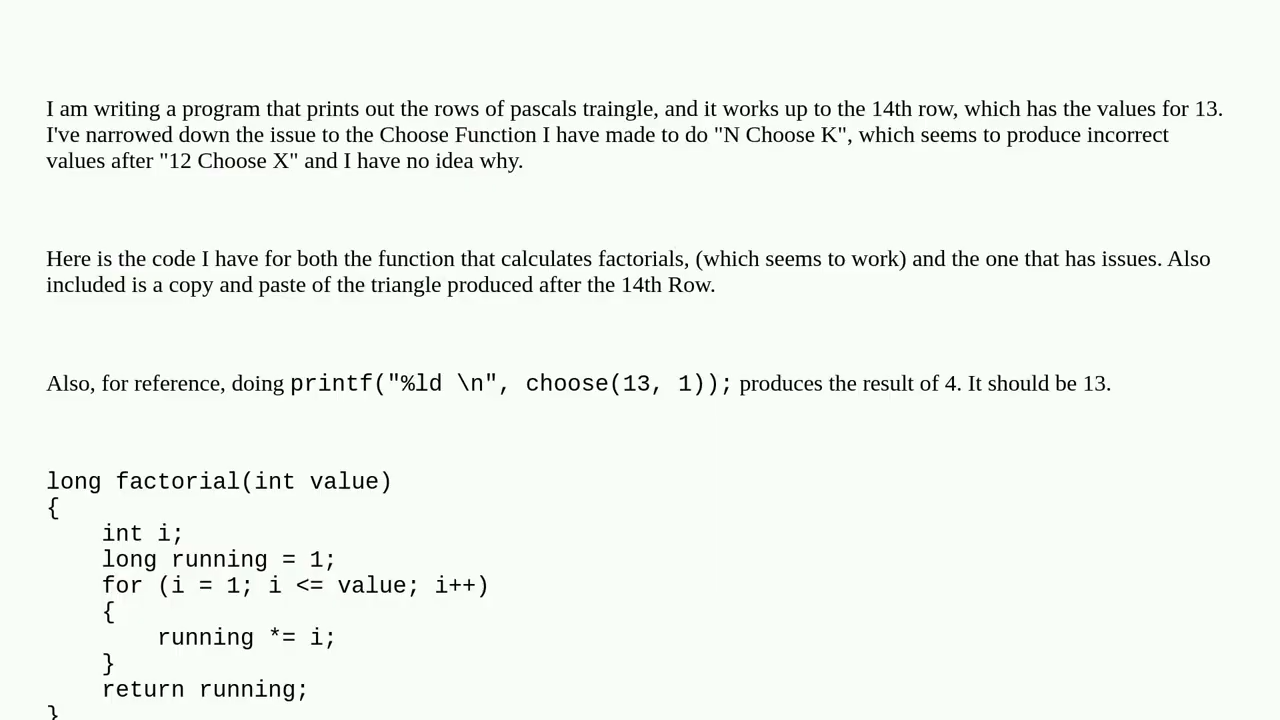 I am writing a program that prints out the rows of pascals traingle, and it works up to the 14th row, which has the values for 13.
I've narrowed down the issue to the Choose Function I have made to do "N Choose K", which seems to produce incorrect
values after "12 Choose X" and I have no idea why.
Here is the code I have for both the function that calculates factorials, (which seems to work) and the one that has issues. Also
included is a copy and paste of the triangle produced after the 14th Row.
Also, for reference, doing printf("%ld \n", choose(13, 1)); produces the result of 4. It should be 13.
long factorial(int value)
{
    int i;
    long running = 1;
    for (i = 1; i <= value; i++)
    {
        running *= i;
    }
    return running;
}